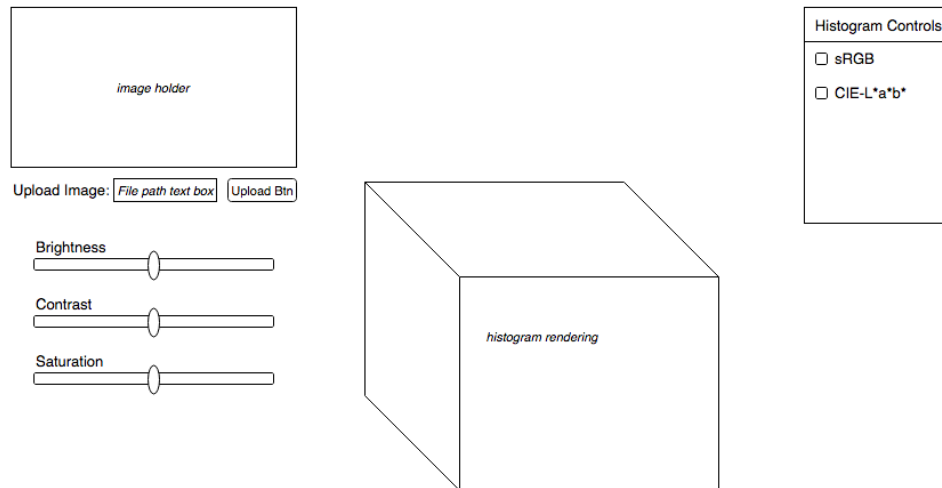 image holder
Upload Image: File path text box Upload Btn
Brightness
Contrast
Saturation
histogram rendering
Histogram Controls
sRGB
CIE-L*a*b*